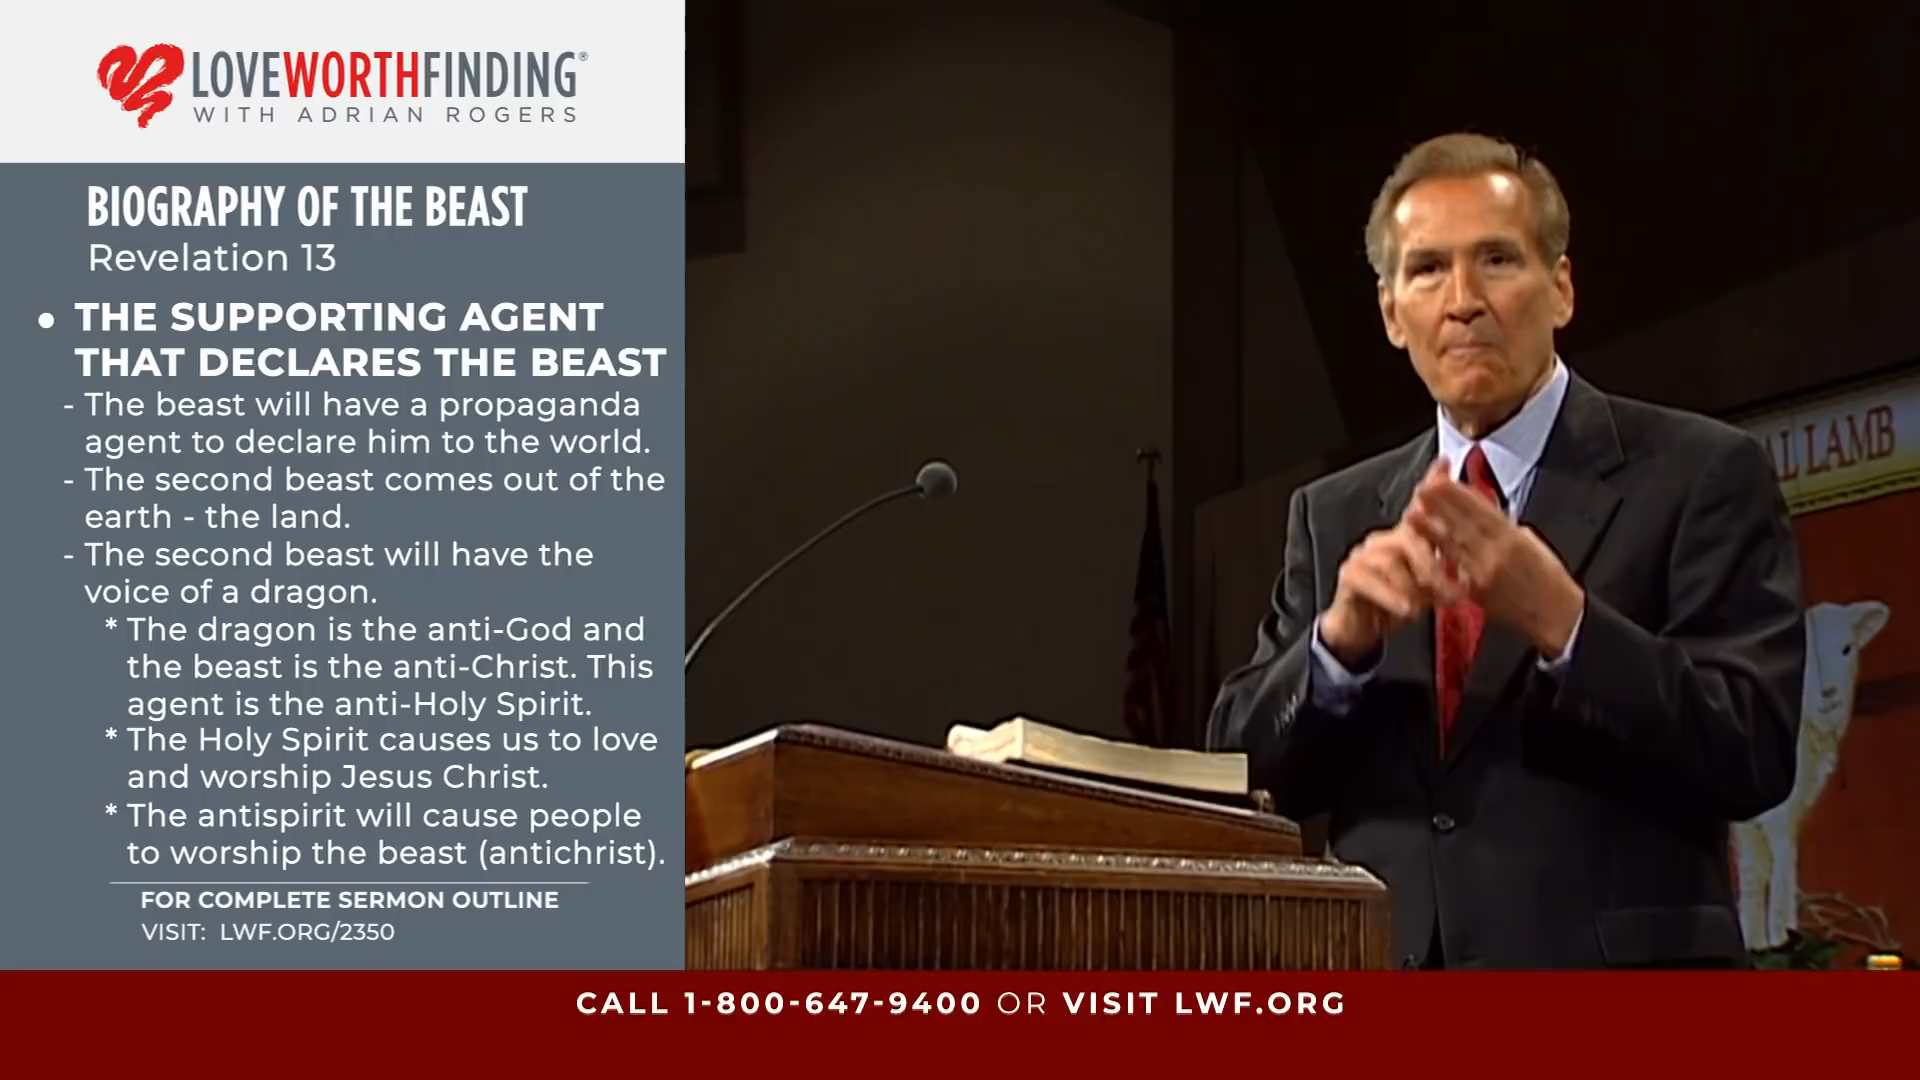 LOVEWORTHFINDING®
WITH ADRIAN ROGERS
BIOGRAPHY OF THE BEAST
Revelation 13
• THE SUPPORTING AGENT
THAT DECLARES THE BEAST
- The beast will have a propaganda
agent to declare him to the world.
- The second beast comes out of the
earth - the land.
- The second beast will have the
voice of a dragon.
* The dragon is the anti-God and
the beast is the anti-Christ. This
agent is the anti-Holy Spirit.
* The Holy Spirit causes us to love
and worship Jesus Christ.
* The antispirit will cause people
to worship the beast (antichrist).
FOR COMPLETE SERMON OUTLINE
VISIT: LWF.ORG/2350
AL LAMB
CALL 1-800-647-9400 OR VISIT LWF.ORG